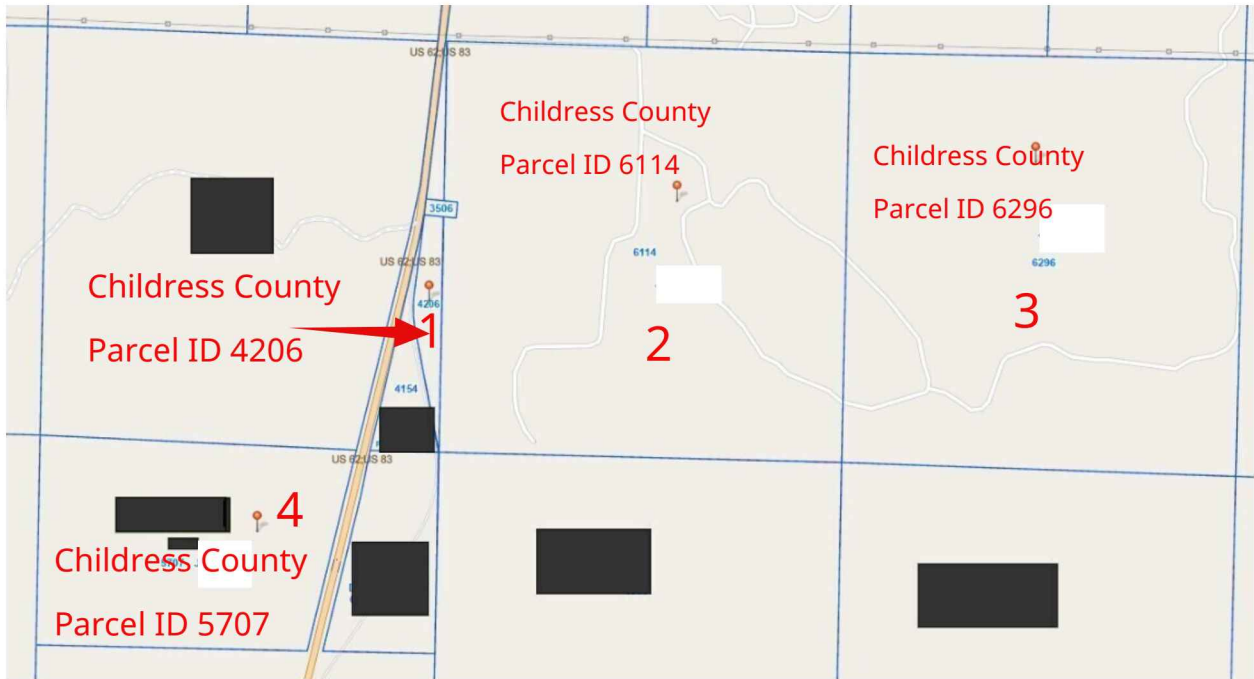 US 62;US 83
Childress County
Parcel ID 6114
Childress County
Parcel ID 6296
3506
6114
US 62;US 83
6296
Childress County
Parcel ID 4206
4206
1
2
3
4154
US 62;US 83
4
Childress County
5707
Parcel ID 5707